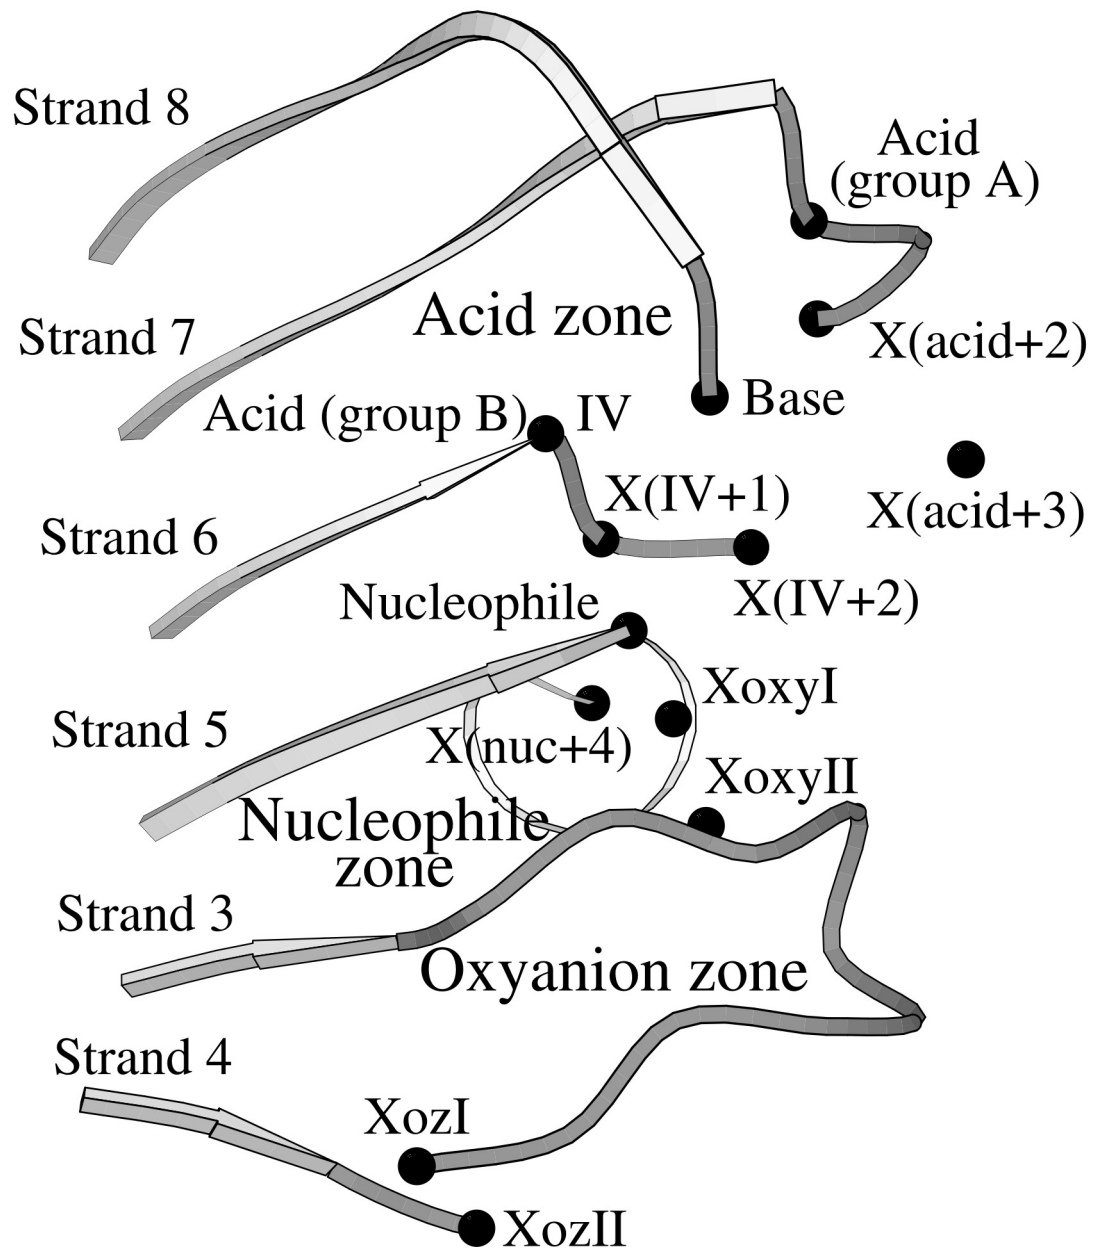 Strand 8
Acid
(group A)
Strand 7
Acid zone
X(acid+2)
Acid (group B)
IV
Base
X(IV+1)
X(acid+3)
Strand 6
Nucleophile
X(IV+2)
XoxyI
Strand 5
X(nuc+4)
XoxyII
Nucleophile
zone
Strand 3
Oxyanion zone
Strand 4
XozI
XozII